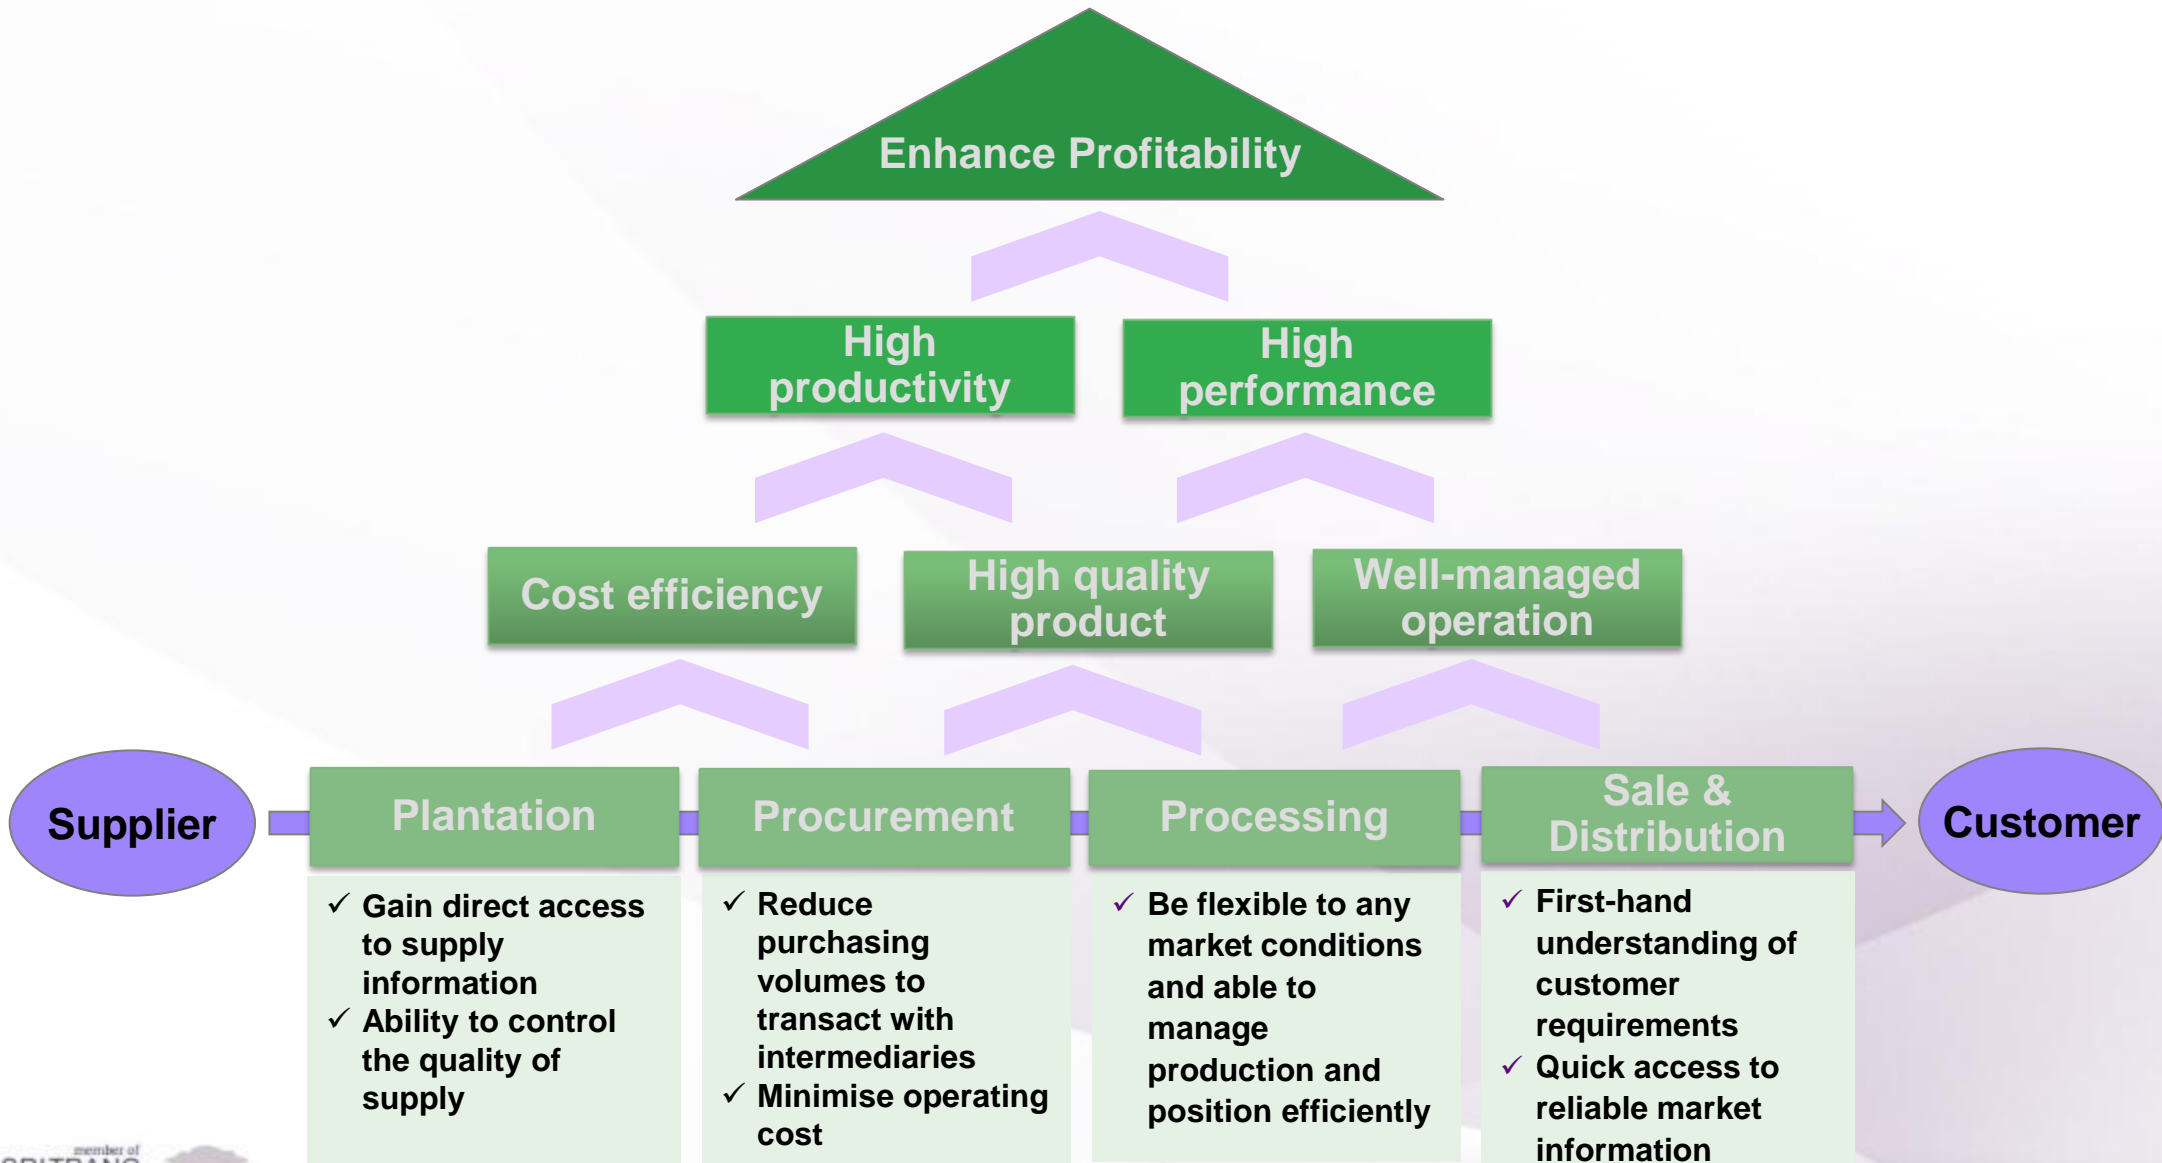 Enhance Profitability
High
productivity
High
performance
Cost efficiency
High quality
product
Well-managed
operation
Supplier
Plantation
Procurement
Processing
Sale &
Distribution
Customer
✓ Gain direct access
to supply
information
✓ Ability to control
the quality of
supply
✓ Reduce
purchasing
volumes to
transact with
intermediaries
✓ Minimise operating
cost
✓ Be flexible to any
market conditions
and able to
manage
production and
position efficiently
✓ First-hand
understanding of
customer
requirements
✓ Quick access to
reliable market
information
member of